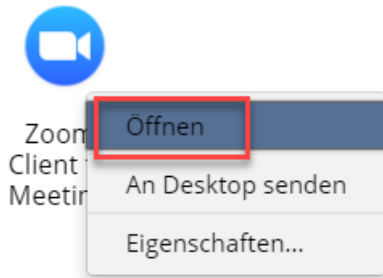 Öffnen
Zoom
Client
An Desktop senden
Eigenschaften...